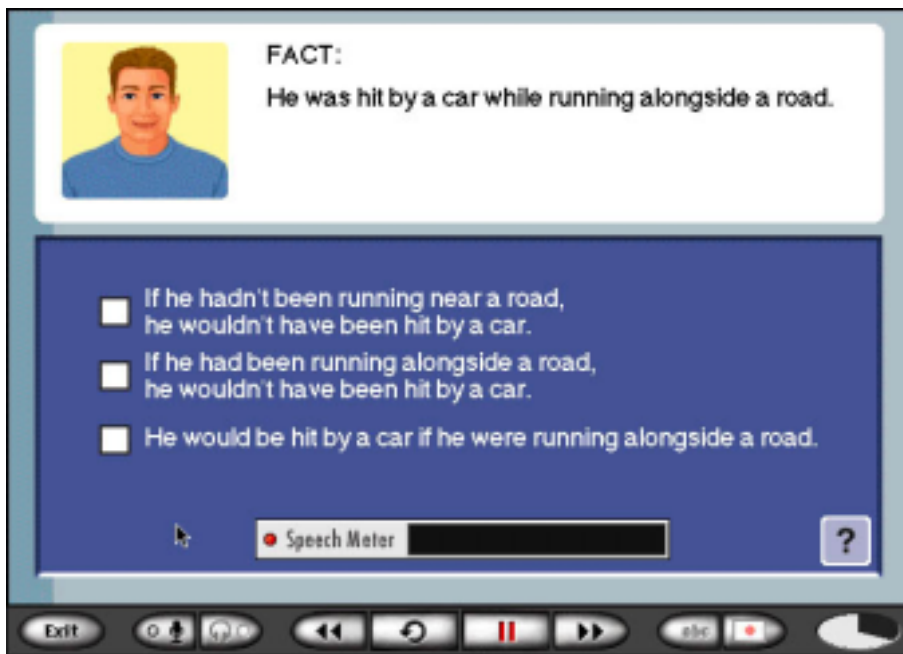 FACT:
He was hit by a car while running alongside a road.
If he hadn't been running near a road,
he wouldn't have been hit by a car.
If he had been running alongside a road,
he wouldn't have been hit by a car.
He would be hit by a car if he were running alongside a road.
Speech Meter
?
Exit
abc